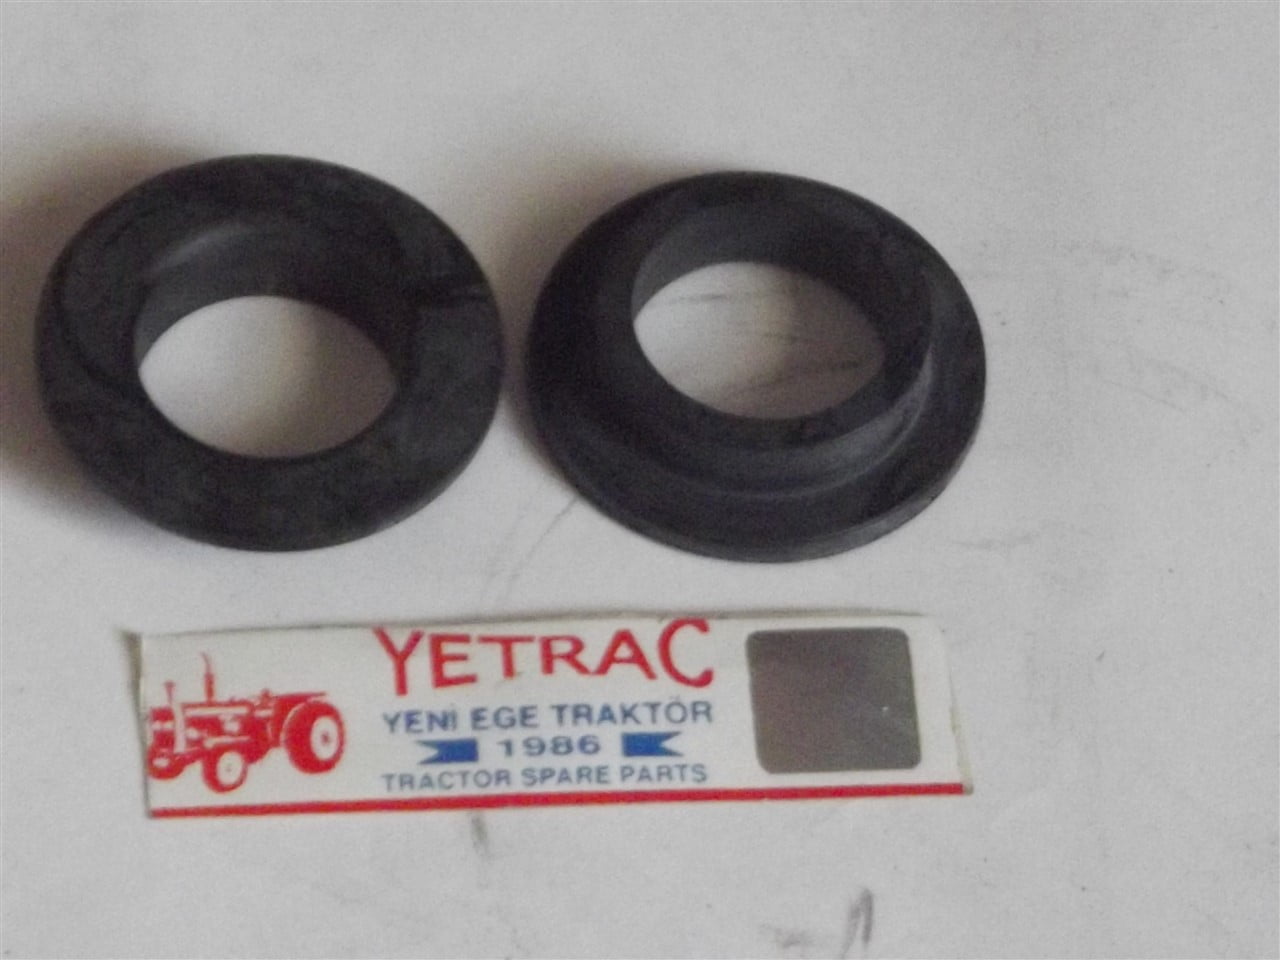 YETRAC
YENİ EGE TRAKTÖR
1986
TRACTOR SPARE PARTS